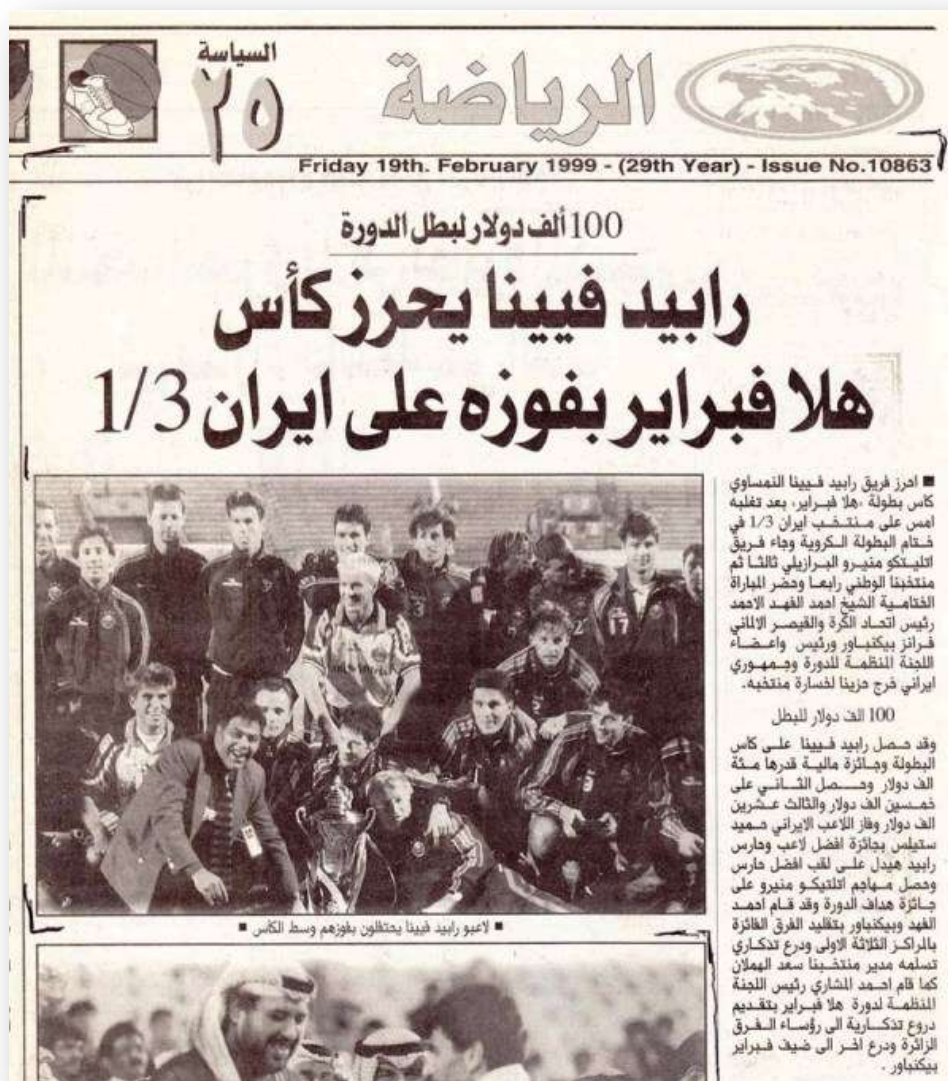 السياسة
٢٥
الرياضة
Friday 19th. February 1999 - (29th Year) - Issue No.10863
100 ألف دولار لبطل الدورة
رابيد فيينا يحرز كأس
هلا فبراير بفوزه على ايران 1/3
■ احرز فريق رابيد فيينا النمساوي
كاس بطولة «هلا فبراير» بعد تغلبه
امس على منتخب ايران 1/3 في
ختام البطولة الكروية وجاء فريق
اتليتكو منيرو البرازيلي ثالثا ثم
منتخبنا الوطني رابعا وحضر المباراة
الختامية الشيخ احمد الفهد الاحمد
رئيس اتحاد الكرة والقيصر الالماني
فرانز بيكنباور ورئيس واعضاء
اللجنة المنظمة للدورة وجمهوري
ايراني خرج حزينا لخسارة منتخبه.
100 الف دولار للبطل
وقد حصل رابيد فيينا على كاس
البطولة وجائزة مالية قدرها مئة
الف دولار وحصل الثاني على
خمسين الف دولار والثالث عشرين
الف دولار وفاز اللاعب الايراني حميد
ستيلس بجائزة افضل لاعب وحارس
رابيد هيدل على لقب افضل حارس
وحصل مهاجم اتلتيكو منيرو على
جائزة هداف الدورة وقد قام احمد
الفهد وبيكنباور بتقليد الفرق الفائزة
بالمراكز الثلاثة الاولى ودرع تذكاري
تسلمه مدير منتخبنا سعد الهملان
كما قام احمد المشاري رئيس اللجنة
المنظمة لدورة هلا فبراير بتقديم
دروع تذكارية الى رؤساء الفرق
الزائرة ودرع اخر الى ضيف فبراير
بيكنباور .
■ لاعبو رابيد فيينا يحتفلون بفوزهم وسط الكأس ■
17